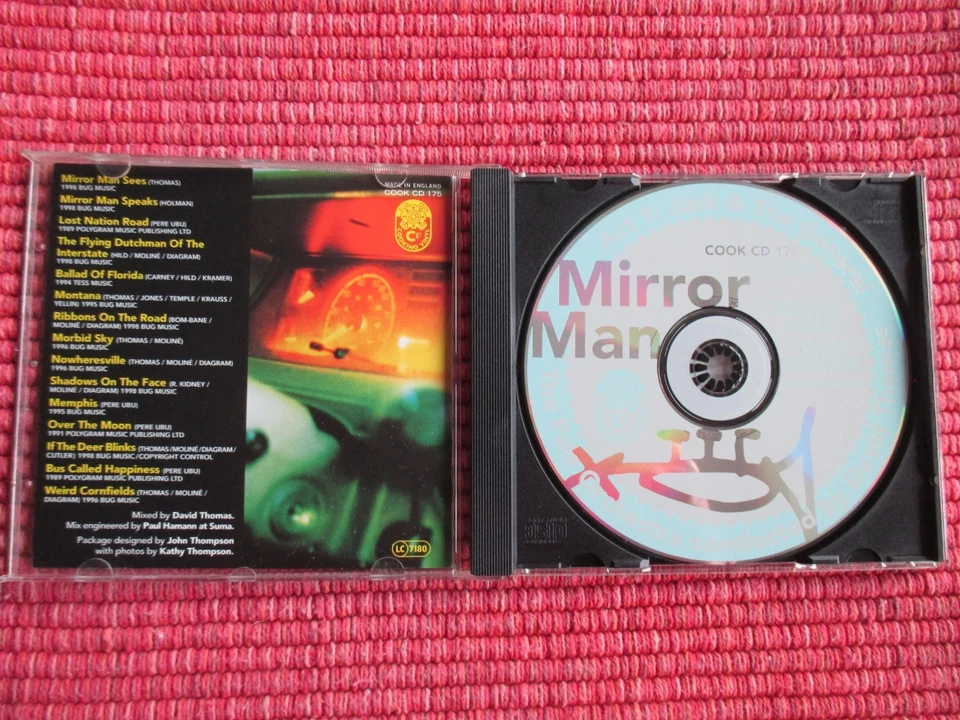 Mirror Man Sees (THOMAS)
1998 BUG MUSIC
Mirror Man Speaks (HOLMAN)
1998 BUG MUSIC
Lost Nation Road (PERE UBU)
1989 POLYGRAM MUSIC PUBLISHING LTD
The Flying Dutchman Of The
Interstate (HILD / MOLINÉ / DIAGRAM)
1998 BUG MUSIC
Ballad Of Florida (CARNEY / HILD / KRAMER)
1994 TESS MUSIC
Montana (THOMAS / JONES / TEMPLE / KRAUSS /
YELLIN) 1995 BUG MUSIC
Ribbons On The Road (BOM-BANE /
MOLINÉ / DIAGRAM) 1998 BUG MUSIC
Morbid Sky (THOMAS / MOLINÉ)
1996 BUG MUSIC
Nowheresville (THOMAS / MOLINÉ / DIAGRAM)
1996 BUG MUSIC
Shadows On The Face (R. KIDNEY /
MOLINÉ / DIAGRAM) 1998 BUG MUSIC
Memphis (PERE UBU)
1995 BUG MUSIC
Over The Moon (PERE UBU)
1991 POLYGRAM MUSIC PUBLISHING LTD
If The Deer Blinks (THOMAS/MOLINÉ/DIAGRAM/
CUTLER) 1998 BUG MUSIC/COPYRIGHT CONTROL
Bus Called Happiness (PERE UBU)
1989 POLYGRAM MUSIC PUBLISHING LTD
Weird Cornfields (THOMAS / MOLINÉ /
DIAGRAM) 1996 BUG MUSIC
Mixed by David Thomas.
Mix engineered by Paul Hamann at Suma.
Package designed by John Thompson
with photos by Kathy Thompson.
MADE IN ENGLAND
COOK CD 175
COOKING VINYL
LC 7180
COOK CD 175
Mirror
Man